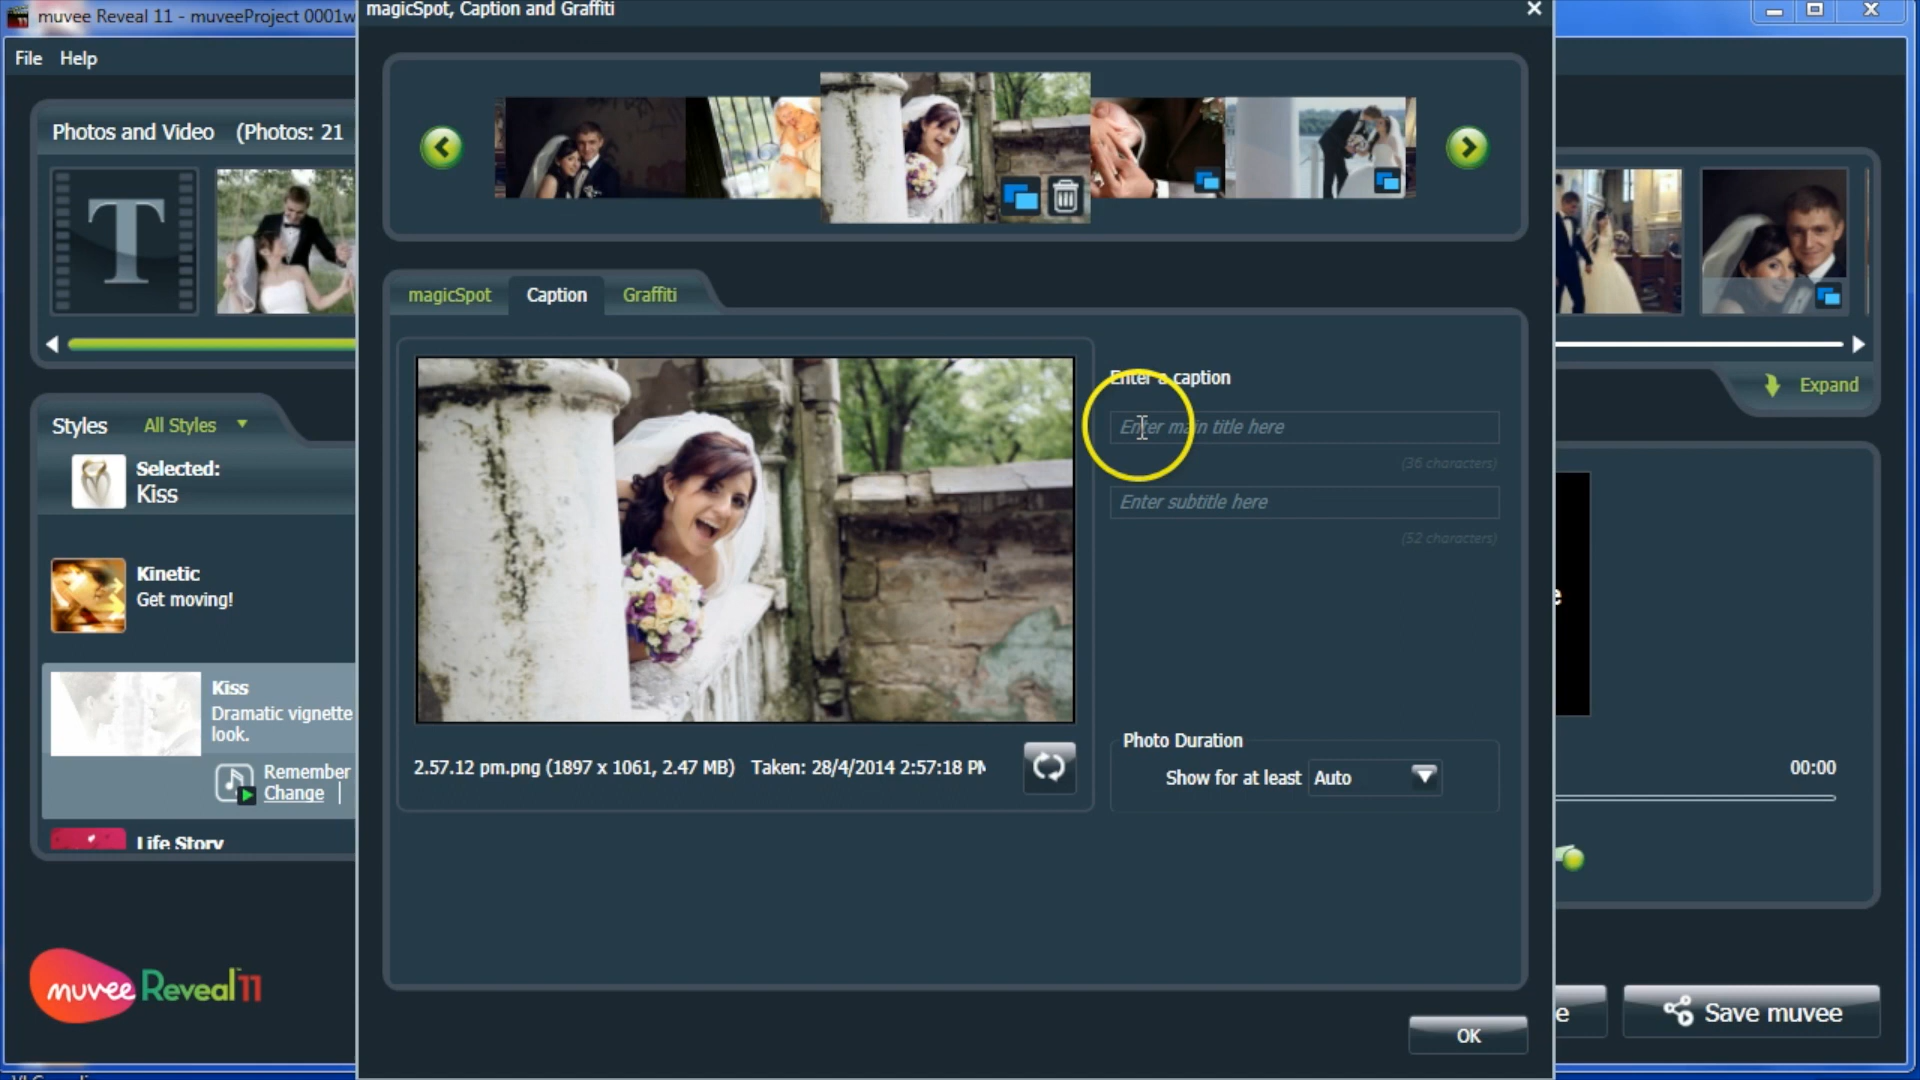 muvee Reveal 11 - muveeProject 0001w
magicSpot, Caption and Graffiti
File Help
Photos and Video (Photos: 21
T
Expand
magicSpot Caption Graffiti
Enter a caption
Enter main title here
(36 characters)
Enter subtitle here
(52 characters)
Styles All Styles
Selected:
Kiss
Kinetic
Get moving!
Kiss
Dramatic vignette
look.
Remember
Change |
Life Story
2.57.12 pm.png (1897 x 1061, 2.47 MB) Taken: 28/4/2014 2:57:18 PM
Photo Duration
Show for at least Auto
00:00
muvee Reveal 11
e
e
Save muvee
OK